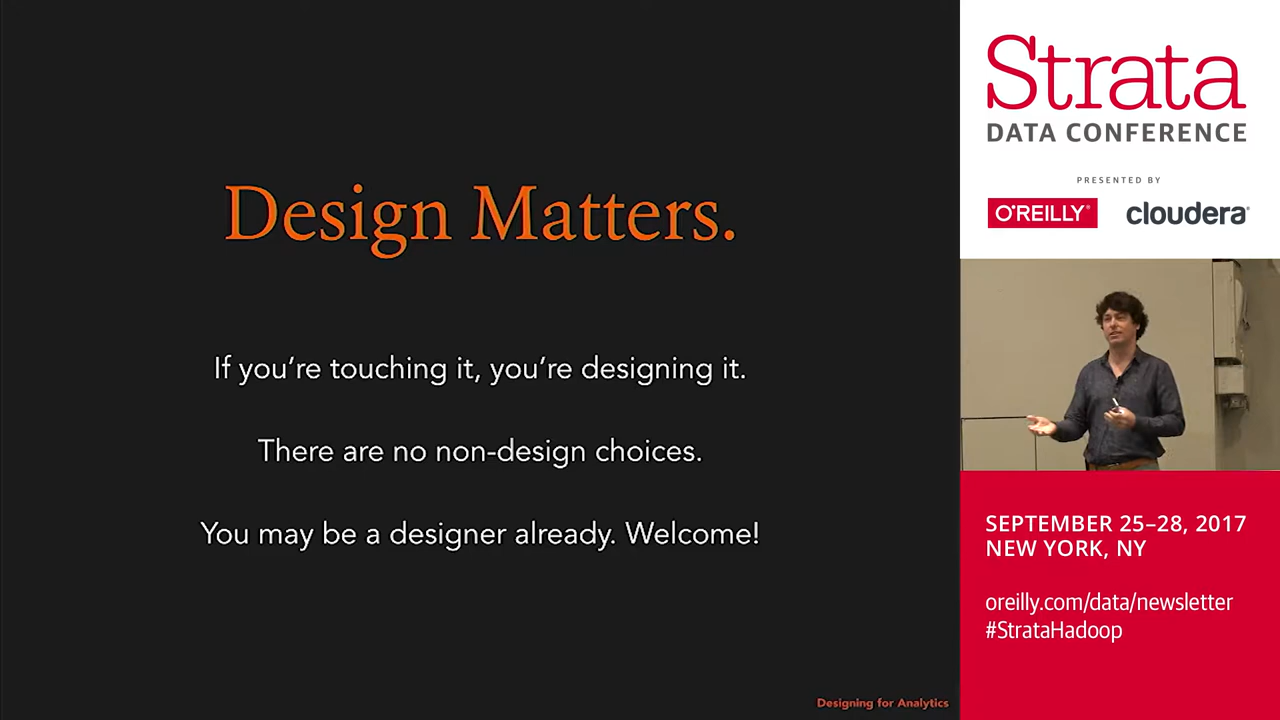 Design Matters.
If you're touching it, you're designing it.
There are no non-design choices.
You may be a designer already. Welcome!
Designing for Analytics
Strata
DATA CONFERENCE
PRESENTED BY
O'REILLY®
cloudera®
SEPTEMBER 25–28, 2017
NEW YORK, NY
oreilly.com/data/newsletter
#StrataHadoop